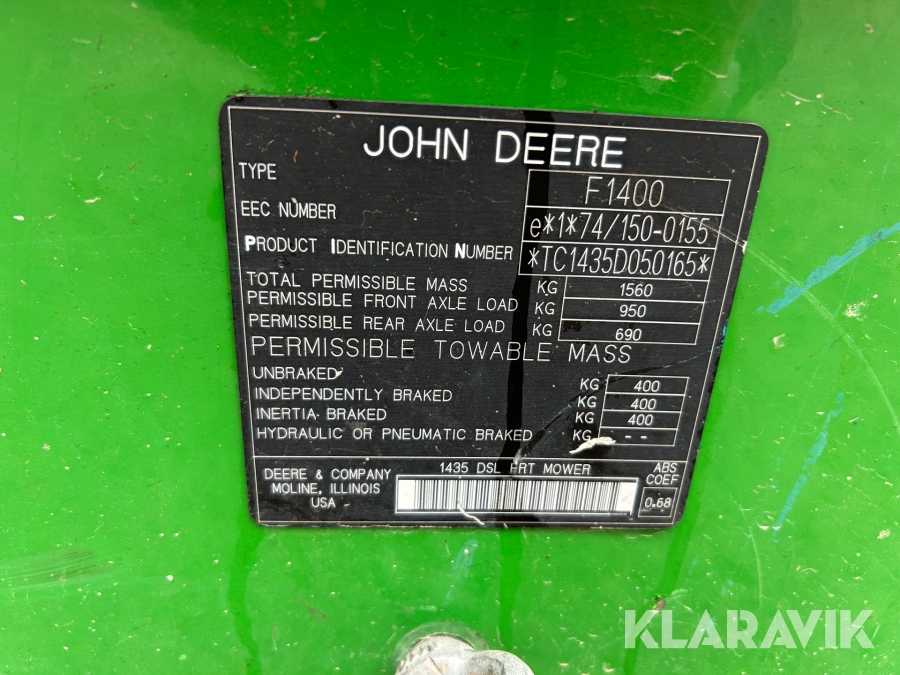 JOHN DEERE
TYPE F1400
EEC NUMBER e*1*74/150-0155
PRODUCT IDENTIFICATION NUMBER *TC1435D050165*
TOTAL PERMISSIBLE MASS KG 1560
PERMISSIBLE FRONT AXLE LOAD KG 950
PERMISSIBLE REAR AXLE LOAD KG 690
PERMISSIBLE TOWABLE MASS
UNBRAKED KG 400
INDEPENDENTLY BRAKED KG 400
INERTIA BRAKED KG 400
HYDRAULIC OR PNEUMATIC BRAKED KG - -
DEERE & COMPANY
MOLINE, ILLINOIS
USA
1435 DSL FRT MOWER
ABS
COEF
0.68
KLARAVIK